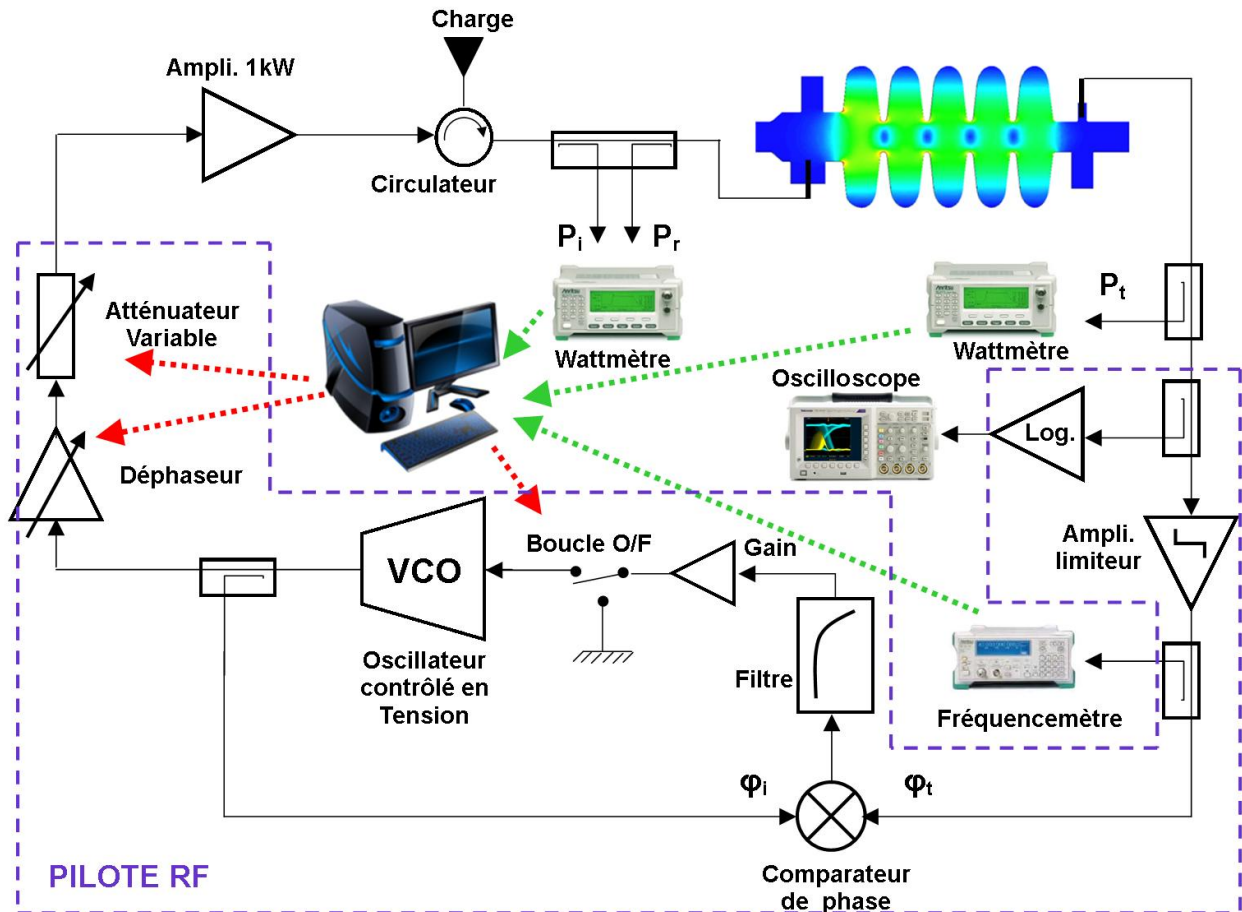 Charge
Ampli. 1kW
Circulateur
Pi
Pr
Pt
Atténuateur
Variable
Wattmètre
Wattmètre
Oscilloscope
Log.
Déphaseur
Ampli.
limiteur
Boucle O/F
Gain
VCO
Oscillateur
contrôlé en
Tension
Filtre
Fréquencemètre
φi
φt
Comparateur
de phase
PILOTE RF